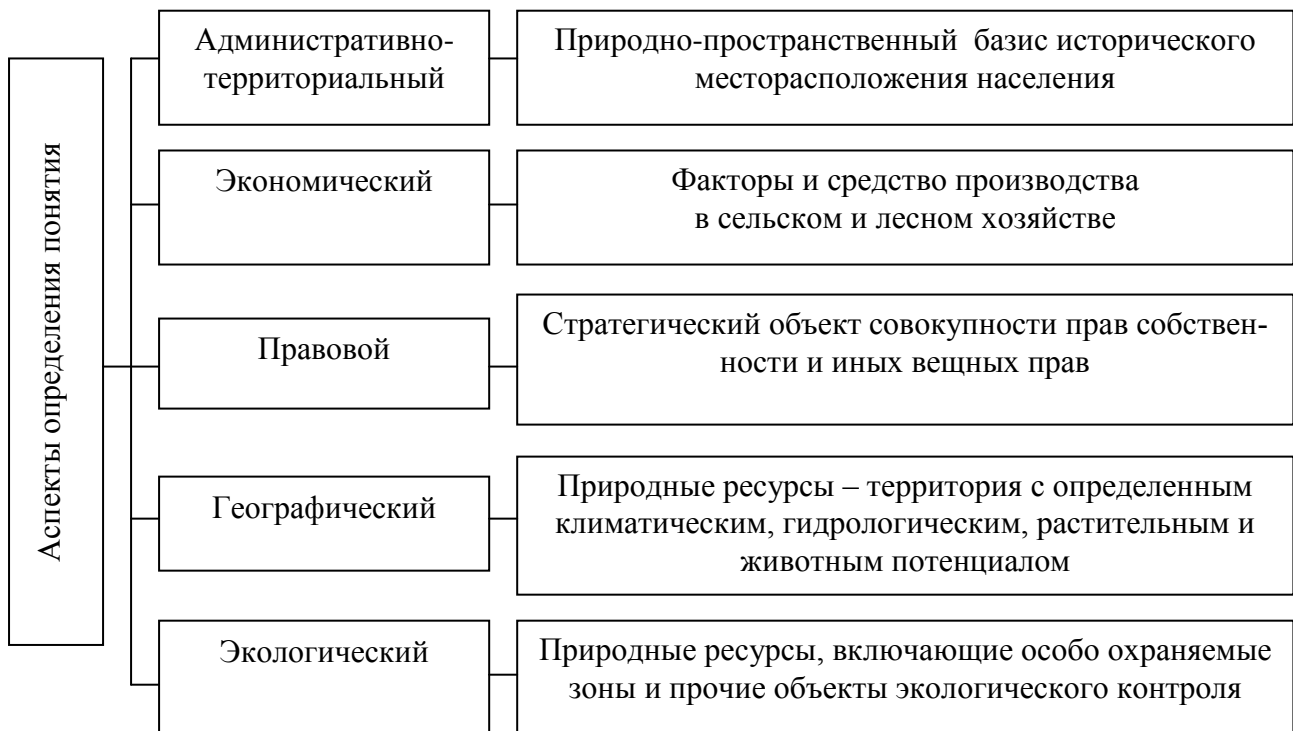 Аспекты определения понятия
Административно-
территориальный
Природно-пространственный базис исторического
месторасположения населения
Экономический
Факторы и средство производства
в сельском и лесном хозяйстве
Правовой
Стратегический объект совокупности прав собствен-
ности и иных вещных прав
Географический
Природные ресурсы – территория с определенным
климатическим, гидрологическим, растительным и
животным потенциалом
Экологический
Природные ресурсы, включающие особо охраняемые
зоны и прочие объекты экологического контроля